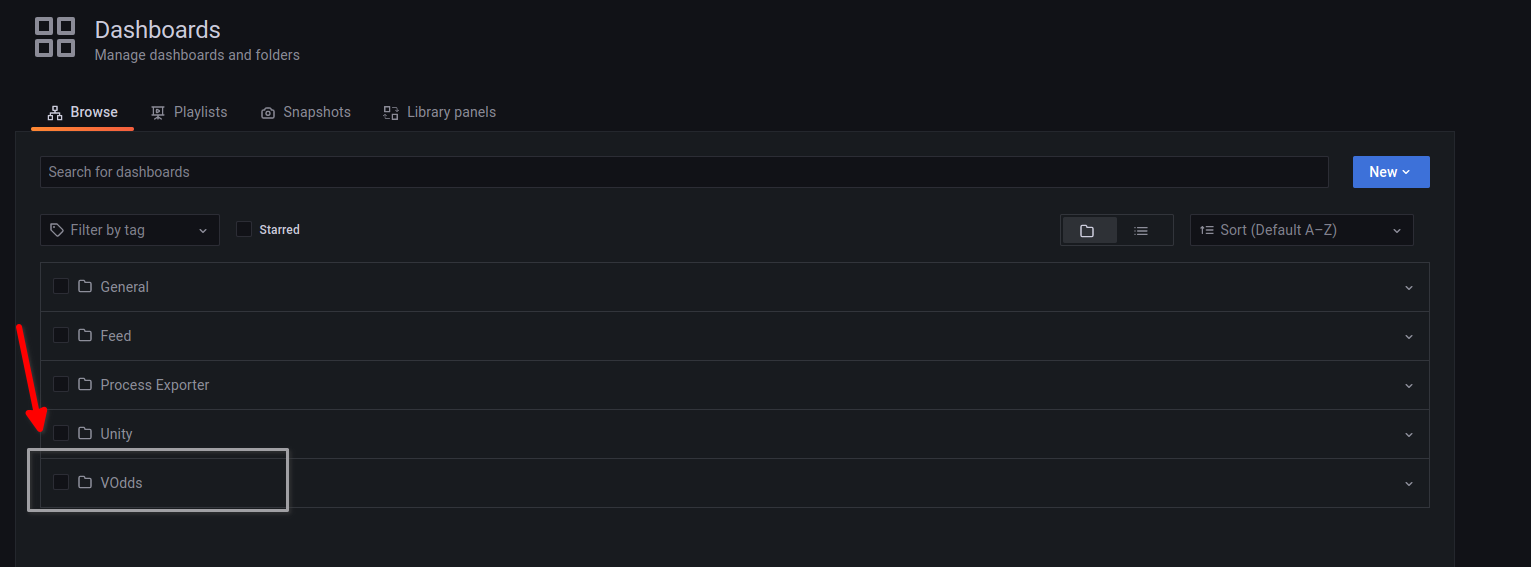 Dashboards
Manage dashboards and folders
Browse Playlists Snapshots Library panels
Search for dashboards New
Filter by tag Starred Sort (Default A–Z)
General
Feed
Process Exporter
Unity
VOdds